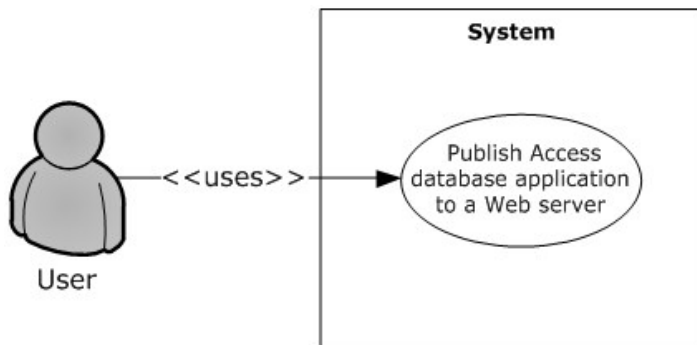 System
<<uses>>
Publish Access
database application
to a Web server
User